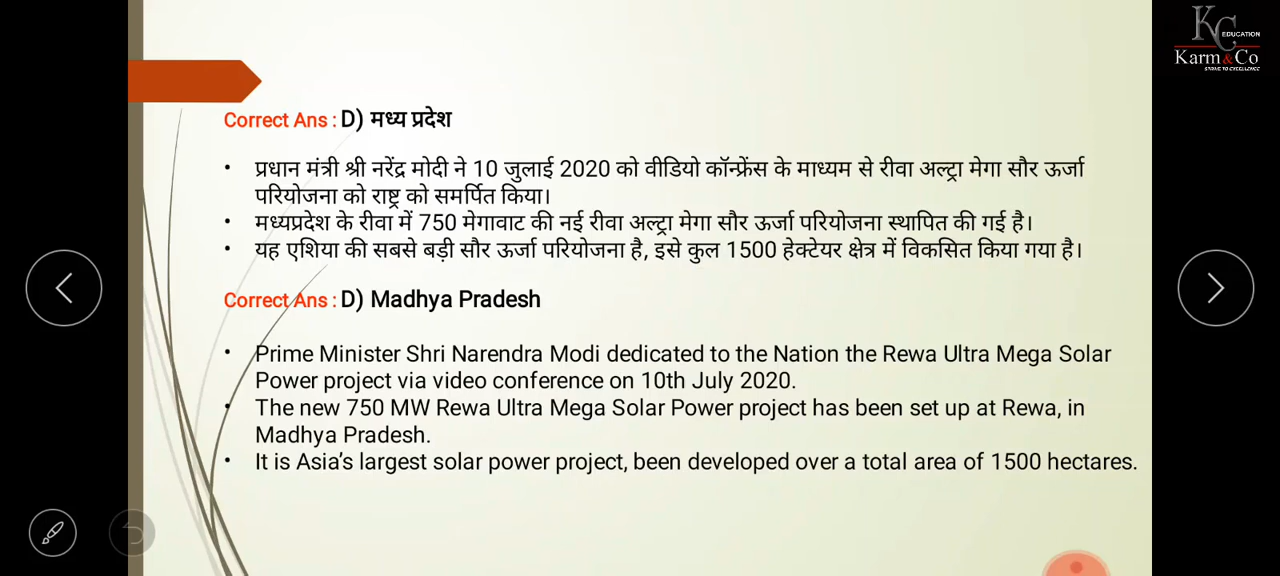 KC EDUCATION
Karm&Co
STRIVE TO EXCELLENCE
Correct Ans : D) मध्य प्रदेश
• प्रधान मंत्री श्री नरेंद्र मोदी ने 10 जुलाई 2020 को वीडियो कॉन्फ्रेंस के माध्यम से रीवा अल्ट्रा मेगा सौर ऊर्जा
परियोजना को राष्ट्र को समर्पित किया।
• मध्यप्रदेश के रीवा में 750 मेगावाट की नई रीवा अल्ट्रा मेगा सौर ऊर्जा परियोजना स्थापित की गई है।
• यह एशिया की सबसे बड़ी सौर ऊर्जा परियोजना है, इसे कुल 1500 हेक्टेयर क्षेत्र में विकसित किया गया है।
Correct Ans : D) Madhya Pradesh
• Prime Minister Shri Narendra Modi dedicated to the Nation the Rewa Ultra Mega Solar
Power project via video conference on 10th July 2020.
• The new 750 MW Rewa Ultra Mega Solar Power project has been set up at Rewa, in
Madhya Pradesh.
• It is Asia's largest solar power project, been developed over a total area of 1500 hectares.